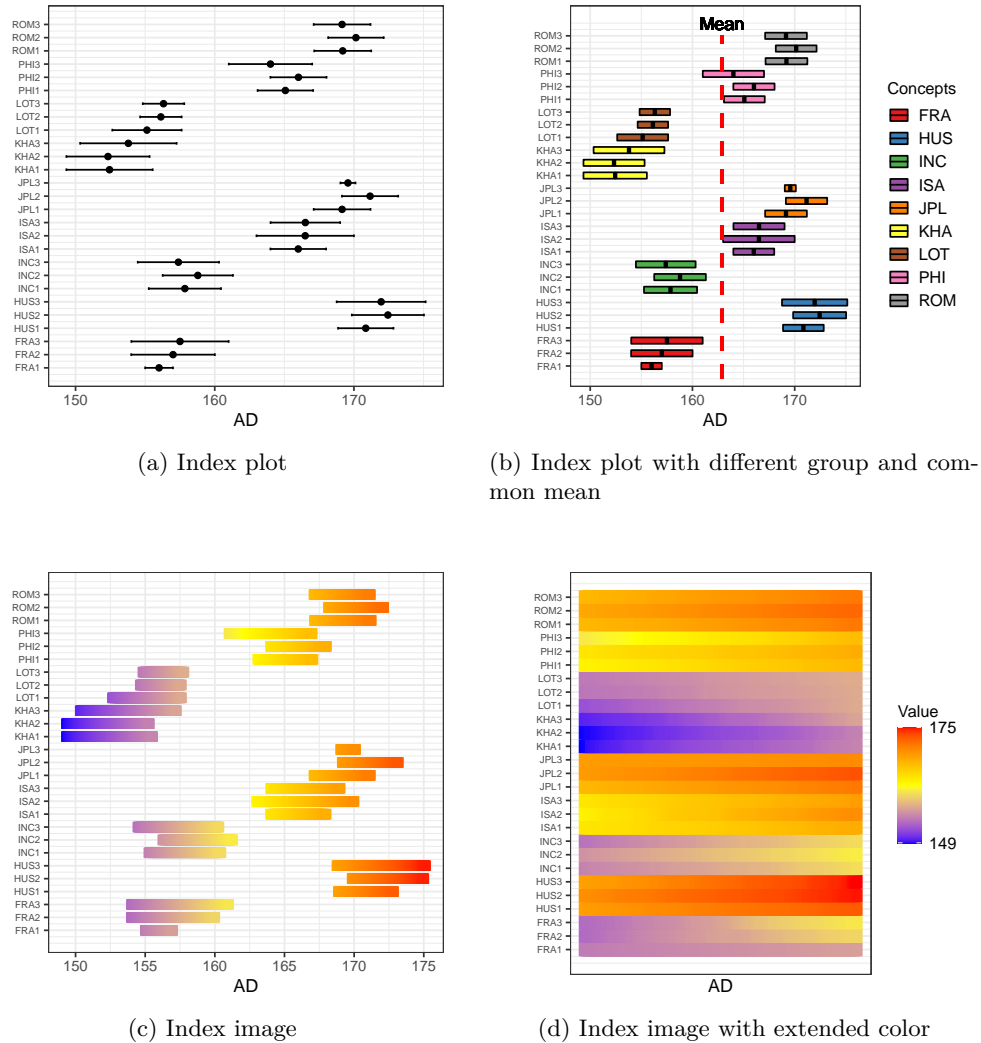 ROM3
ROM2
ROM1
PHI3
PHI2
PHI1
LOT3
LOT2
LOT1
KHA3
KHA2
KHA1
JPL3
JPL2
JPL1
ISA3
ISA2
ISA1
INC3
INC2
INC1
HUS3
HUS2
HUS1
FRA3
FRA2
FRA1
150 160 170
AD
(a) Index plot
Mean
ROM3
ROM2
ROM1
PHI3
PHI2
PHI1
LOT3
LOT2
LOT1
KHA3
KHA2
KHA1
JPL3
JPL2
JPL1
ISA3
ISA2
ISA1
INC3
INC2
INC1
HUS3
HUS2
HUS1
FRA3
FRA2
FRA1
150 160 170
AD
Concepts
FRA
HUS
INC
ISA
JPL
KHA
LOT
PHI
ROM
(b) Index plot with different group and com-
mon mean
ROM3
ROM2
ROM1
PHI3
PHI2
PHI1
LOT3
LOT2
LOT1
KHA3
KHA2
KHA1
JPL3
JPL2
JPL1
ISA3
ISA2
ISA1
INC3
INC2
INC1
HUS3
HUS2
HUS1
FRA3
FRA2
FRA1
150 155 160 165 170 175
AD
(c) Index image
ROM3
ROM2
ROM1
PHI3
PHI2
PHI1
LOT3
LOT2
LOT1
KHA3
KHA2
KHA1
JPL3
JPL2
JPL1
ISA3
ISA2
ISA1
INC3
INC2
INC1
HUS3
HUS2
HUS1
FRA3
FRA2
FRA1
AD
Value
175
149
(d) Index image with extended color